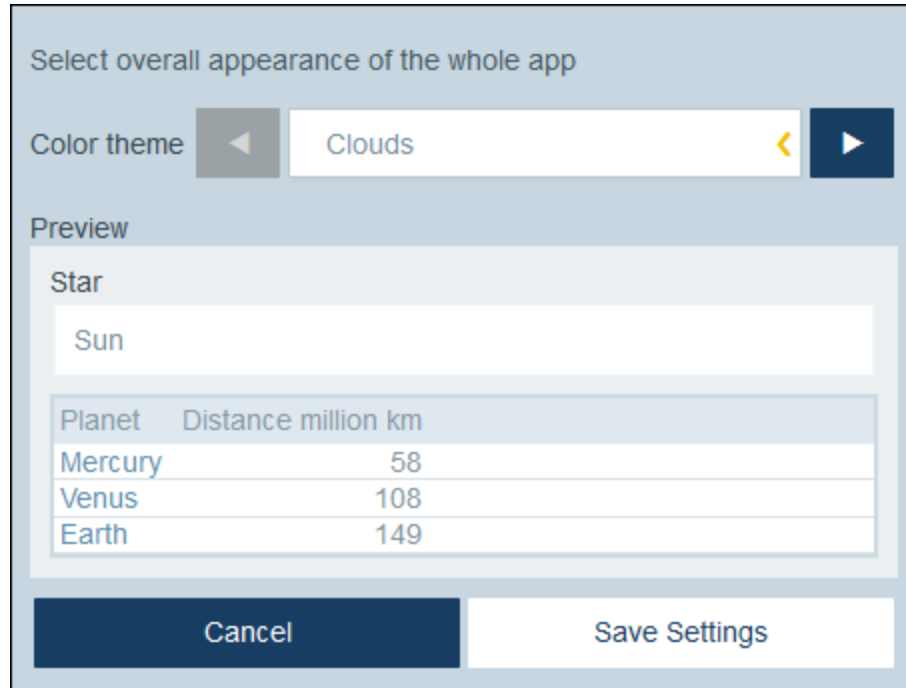 Select overall appearance of the whole app
Color theme Clouds
Preview
Star
Sun
Planet Distance million km
Mercury 58
Venus 108
Earth 149
Cancel Save Settings